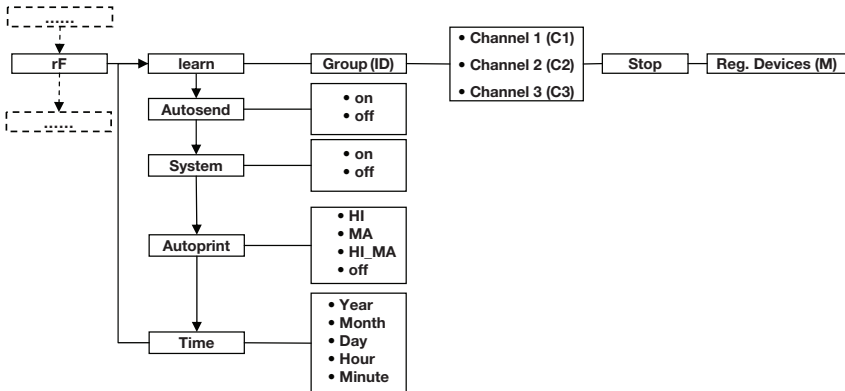 ......
rF
......
learn
Group (ID)
• Channel 1 (C1)
• Channel 2 (C2)
• Channel 3 (C3)
Stop
Reg. Devices (M)
Autosend
• on
• off
System
• on
• off
Autoprint
• HI
• MA
• HI_MA
• off
Time
• Year
• Month
• Day
• Hour
• Minute